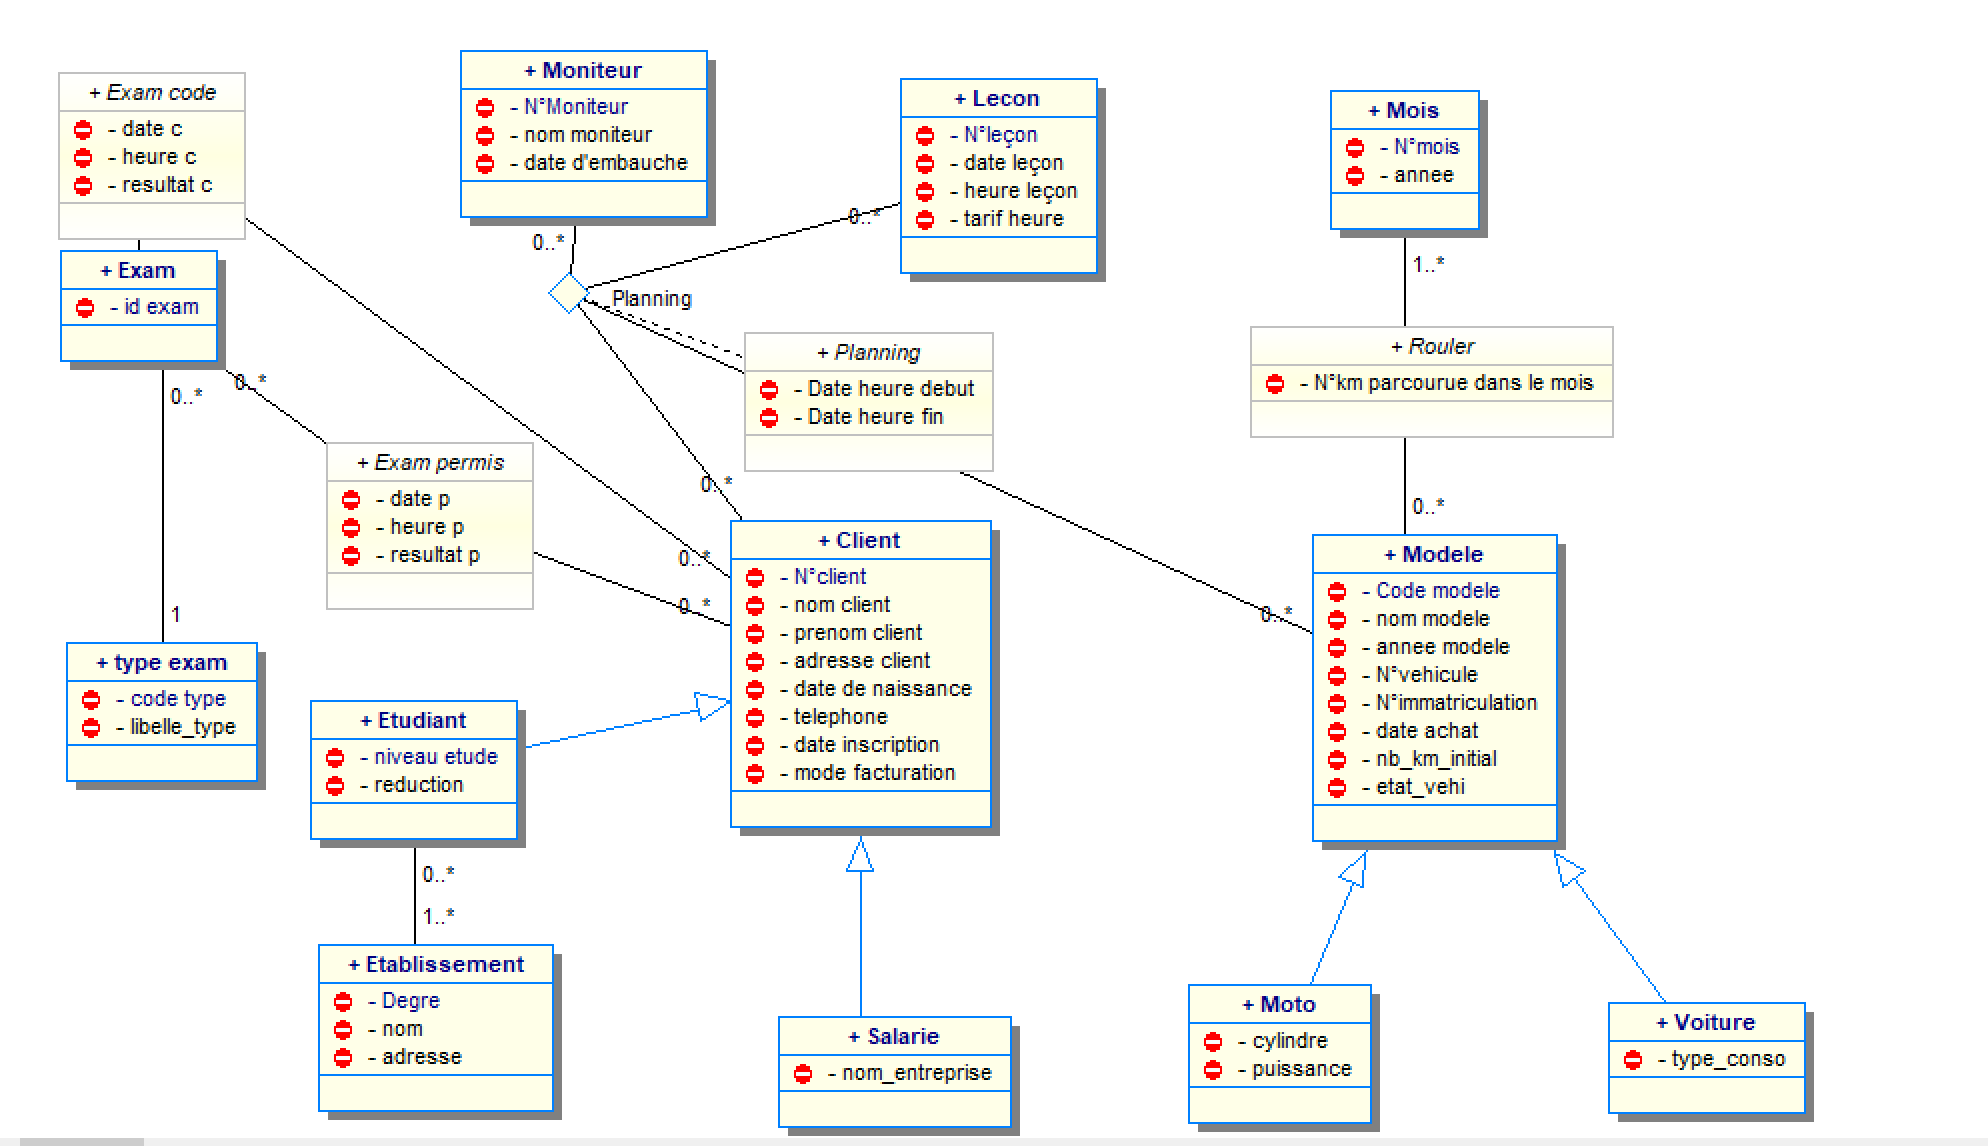 + Exam code
- date c
- heure c
- resultat c
+ Moniteur
- N°Moniteur
- nom moniteur
- date d'embauche
+ Lecon
- N°leçon
- date leçon
- heure leçon
- tarif heure
+ Mois
- N°mois
- annee
0..*
0..*
1..*
+ Exam
- id exam
Planning
+ Planning
- Date heure debut
- Date heure fin
+ Rouler
- N°km parcourue dans le mois
0..*
0..*
+ Exam permis
- date p
- heure p
- resultat p
0..*
0..*
0..*
0..*
0..*
1
+ type exam
- code type
- libelle_type
+ Client
- N°client
- nom client
- prenom client
- adresse client
- date de naissance
- telephone
- date inscription
- mode facturation
+ Modele
- Code modele
- nom modele
- annee modele
- N°vehicule
- N°immatriculation
- date achat
- nb_km_initial
- etat_vehi
+ Etudiant
- niveau etude
- reduction
0..*
1..*
+ Etablissement
- Degre
- nom
- adresse
+ Salarie
- nom_entreprise
+ Moto
- cylindre
- puissance
+ Voiture
- type_conso